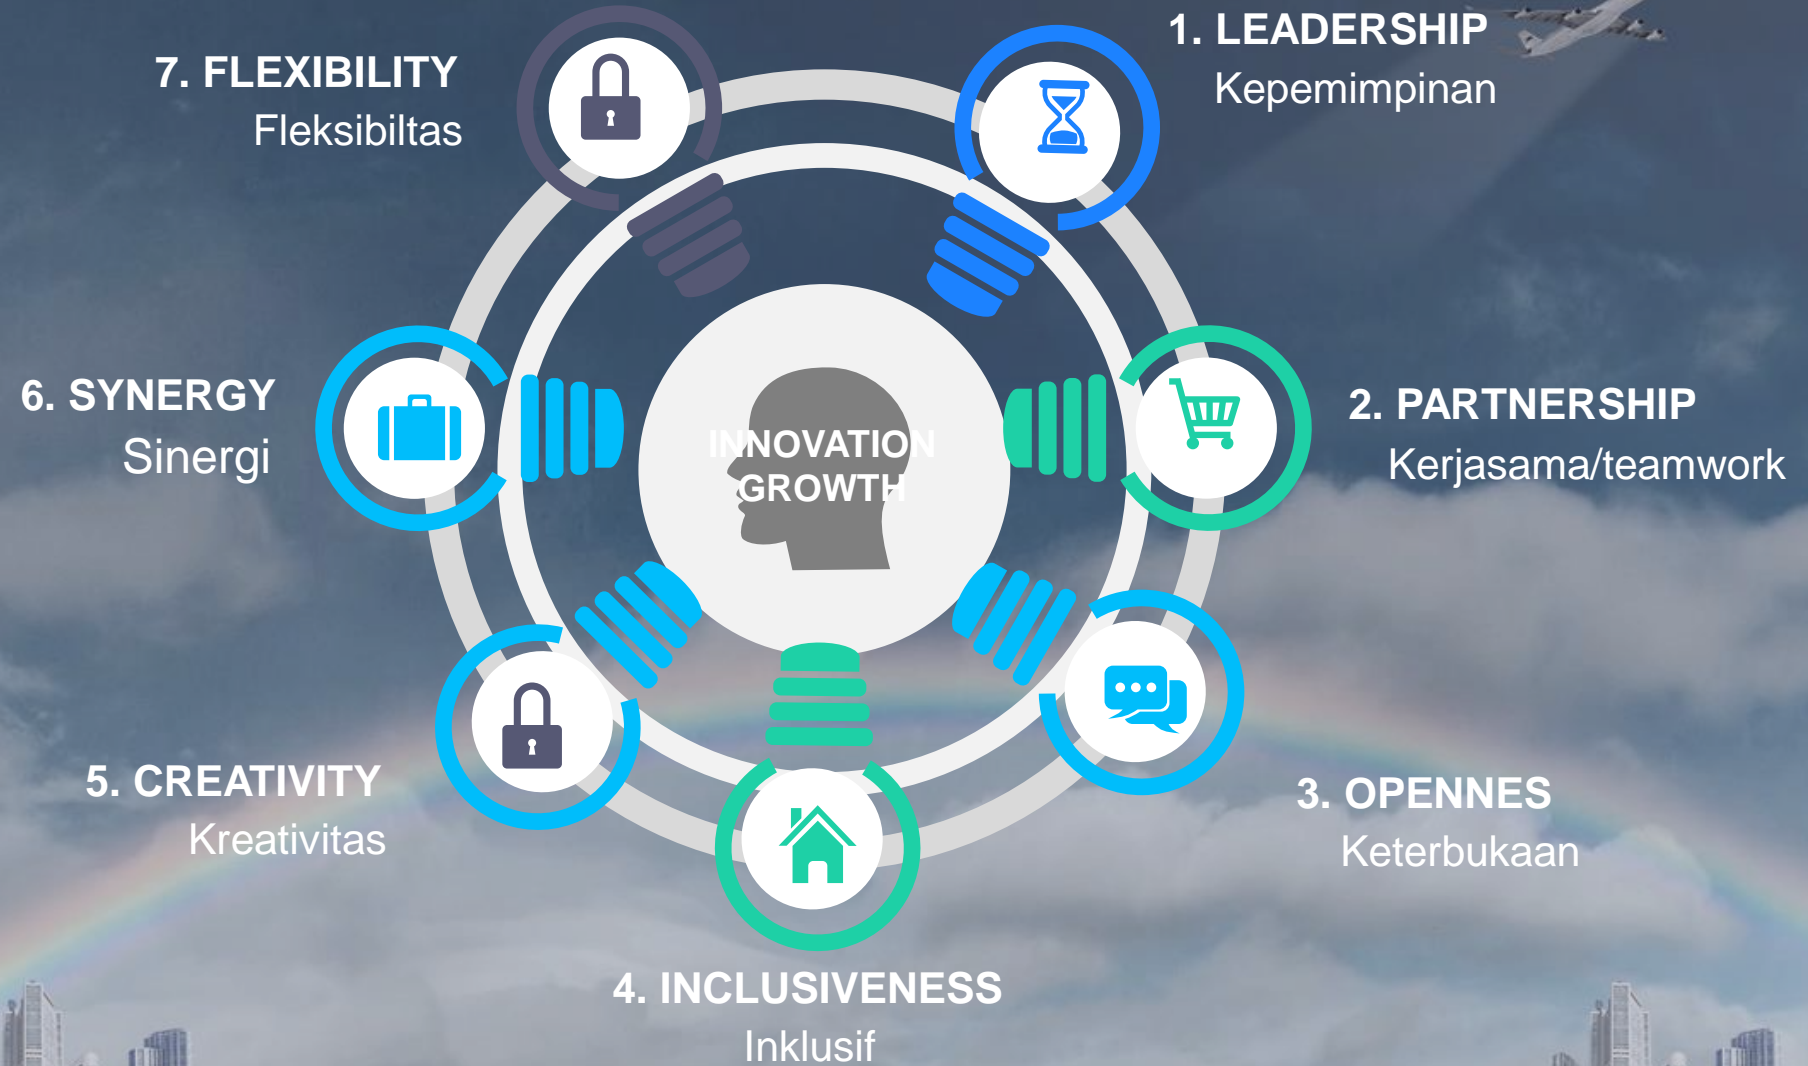 1. LEADERSHIP
Kepemimpinan
2. PARTNERSHIP
Kerjasama/teamwork
3. OPENNES
Keterbukaan
4. INCLUSIVENESS
Inklusif
5. CREATIVITY
Kreativitas
6. SYNERGY
Sinergi
7. FLEXIBILITY
Fleksibiltas
INNOVATION
GROWTH